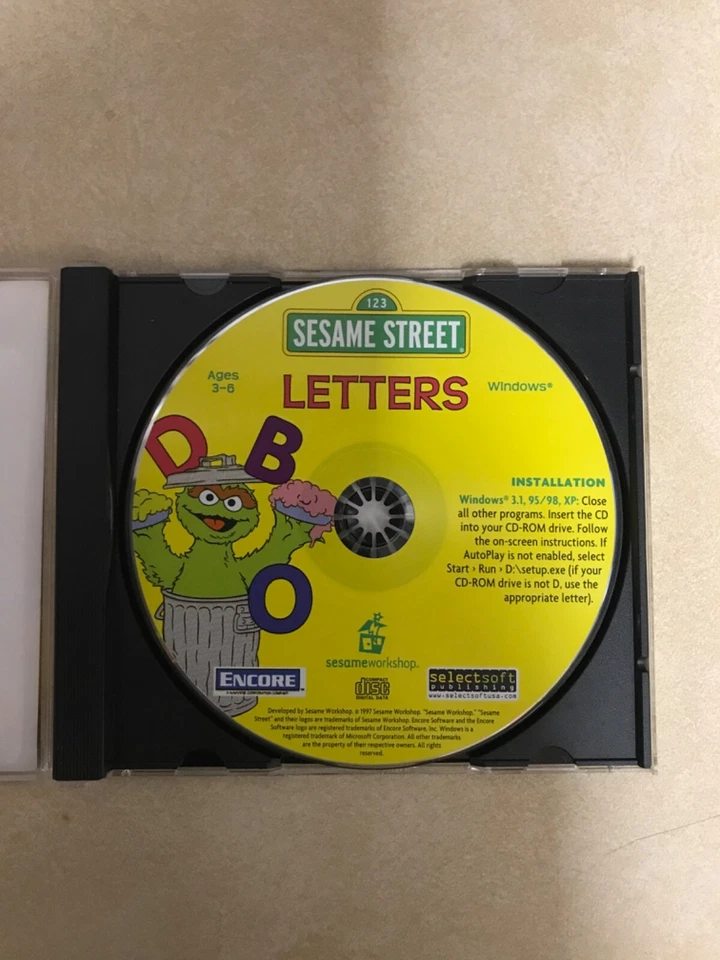 123
SESAME STREET®
LETTERS
Ages
3-6
Windows®
D
B
O
INSTALLATION
Windows® 3.1, 95/98, XP: Close
all other programs. Insert the CD
into your CD-ROM drive. Follow
the on-screen instructions. If
AutoPlay is not enabled, select
Start › Run › D:\setup.exe (if your
CD-ROM drive is not D, use the
appropriate letter).
sesameworkshop.
ENCORE
COMPACT
disc
DIGITAL DATA
selectsoft
publishing
www.selectsoftusa.com
Developed by Sesame Workshop. © 1997 Sesame Workshop. "Sesame Workshop," "Sesame
Street" and their logos are trademarks of Sesame Workshop. Encore Software and the Encore
Software logo are registered trademarks of Encore Software, Inc. Windows is a
registered trademark of Microsoft Corporation. All other trademarks
are the property of their respective owners. All rights
reserved.